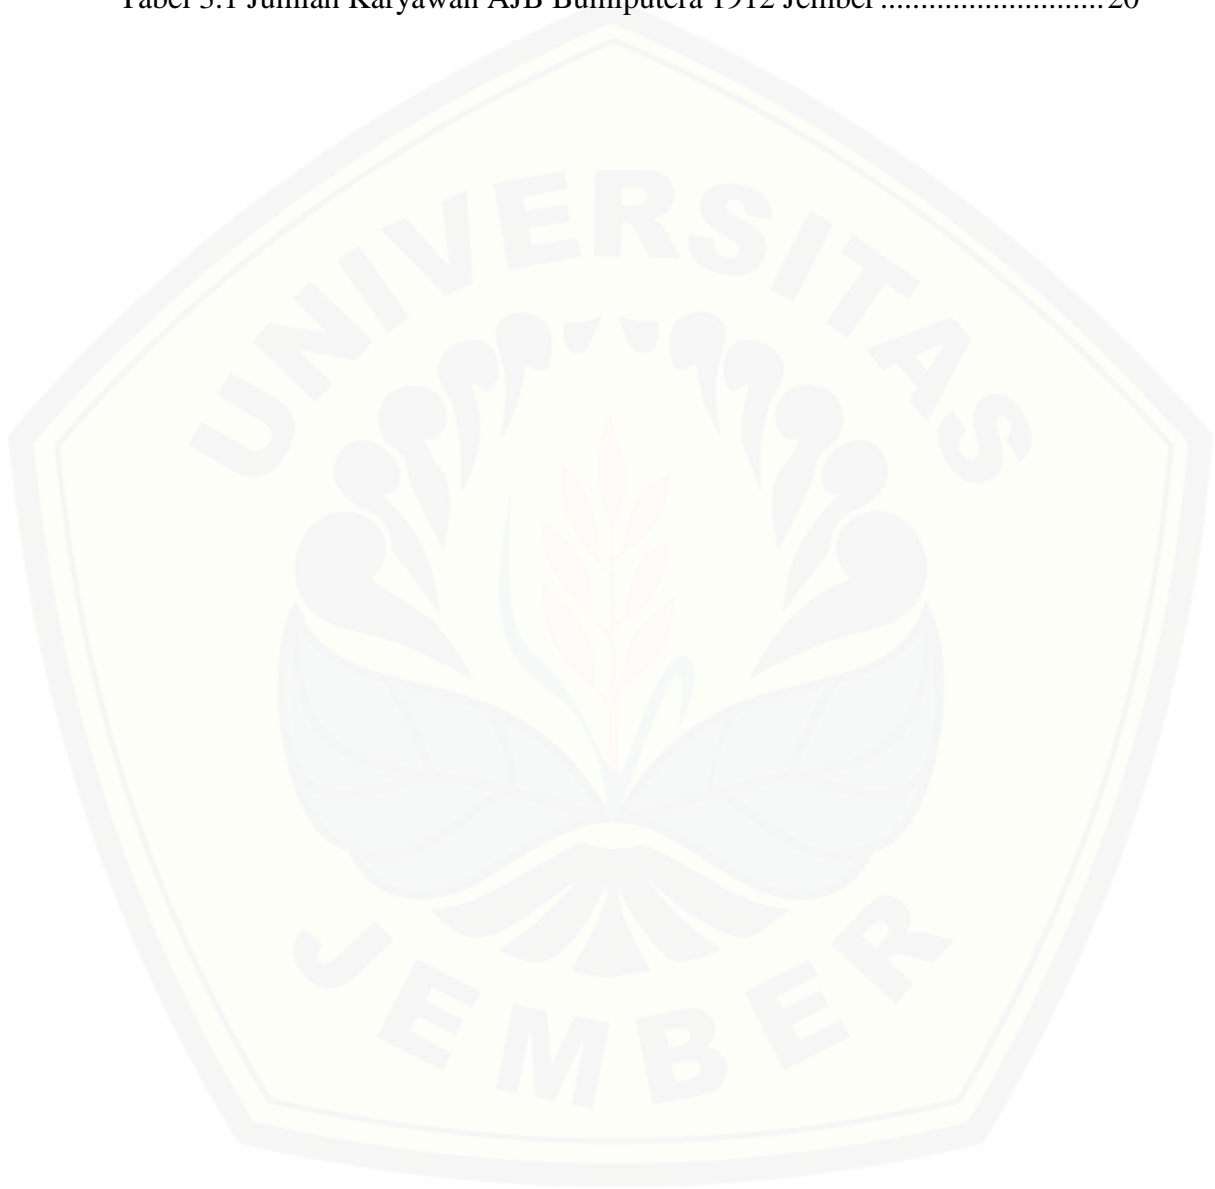 Tabel 3.1 Jumlah Karyawan AJB Bumiputera 1912 Jember ............................ 20
UNIVERSITAS
JEMBER